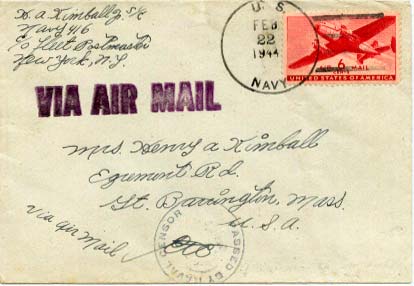 H. A. Kimball
Navy 416
c/o Fleet Postmaster
New York, N.Y.
U. S.
FEB
22
1944
NAVY
AIR MAIL
6
CENTS
UNITED STATES OF AMERICA
VIA AIR MAIL
Mrs. Henry A Kimball
Egremont Rd.
Gt. Barrington, Mass.
U.S.A.
Via air mail
PASSED BY NAVAL CENSOR